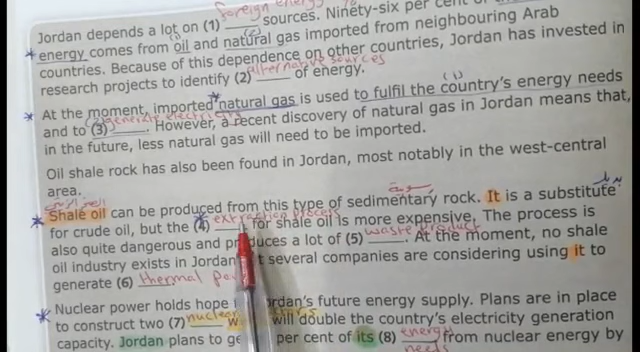 foreign energy
Jordan depends a lot on (1) ____ sources. Ninety-six per cent of
energy comes from oil and natural gas imported from neighbouring Arab
countries. Because of this dependence on other countries, Jordan has invested in
alternative sources
research projects to identify (2) ____ of energy.
At the moment, imported natural gas is used to fulfil the country's energy needs
generate electricity
and to (3) ____. However, a recent discovery of natural gas in Jordan means that,
in the future, less natural gas will need to be imported.
Oil shale rock has also been found in Jordan, most notably in the west-central
area.
Shale oil can be produced from this type of sedimentary rock. It is a substitute
extraction process
for crude oil, but the (4) ____ for shale oil is more expensive. The process is
waste product
also quite dangerous and produces a lot of (5) ____. At the moment, no shale
oil industry exists in Jordan several companies are considering using it to
generate (6) thermal
Nuclear power holds hope Jordan's future energy supply. Plans are in place
nuclear
to construct two (7) ____ will double the country's electricity generation
energy
capacity. Jordan plans to per cent of its (8) ____ from nuclear energy by
needs